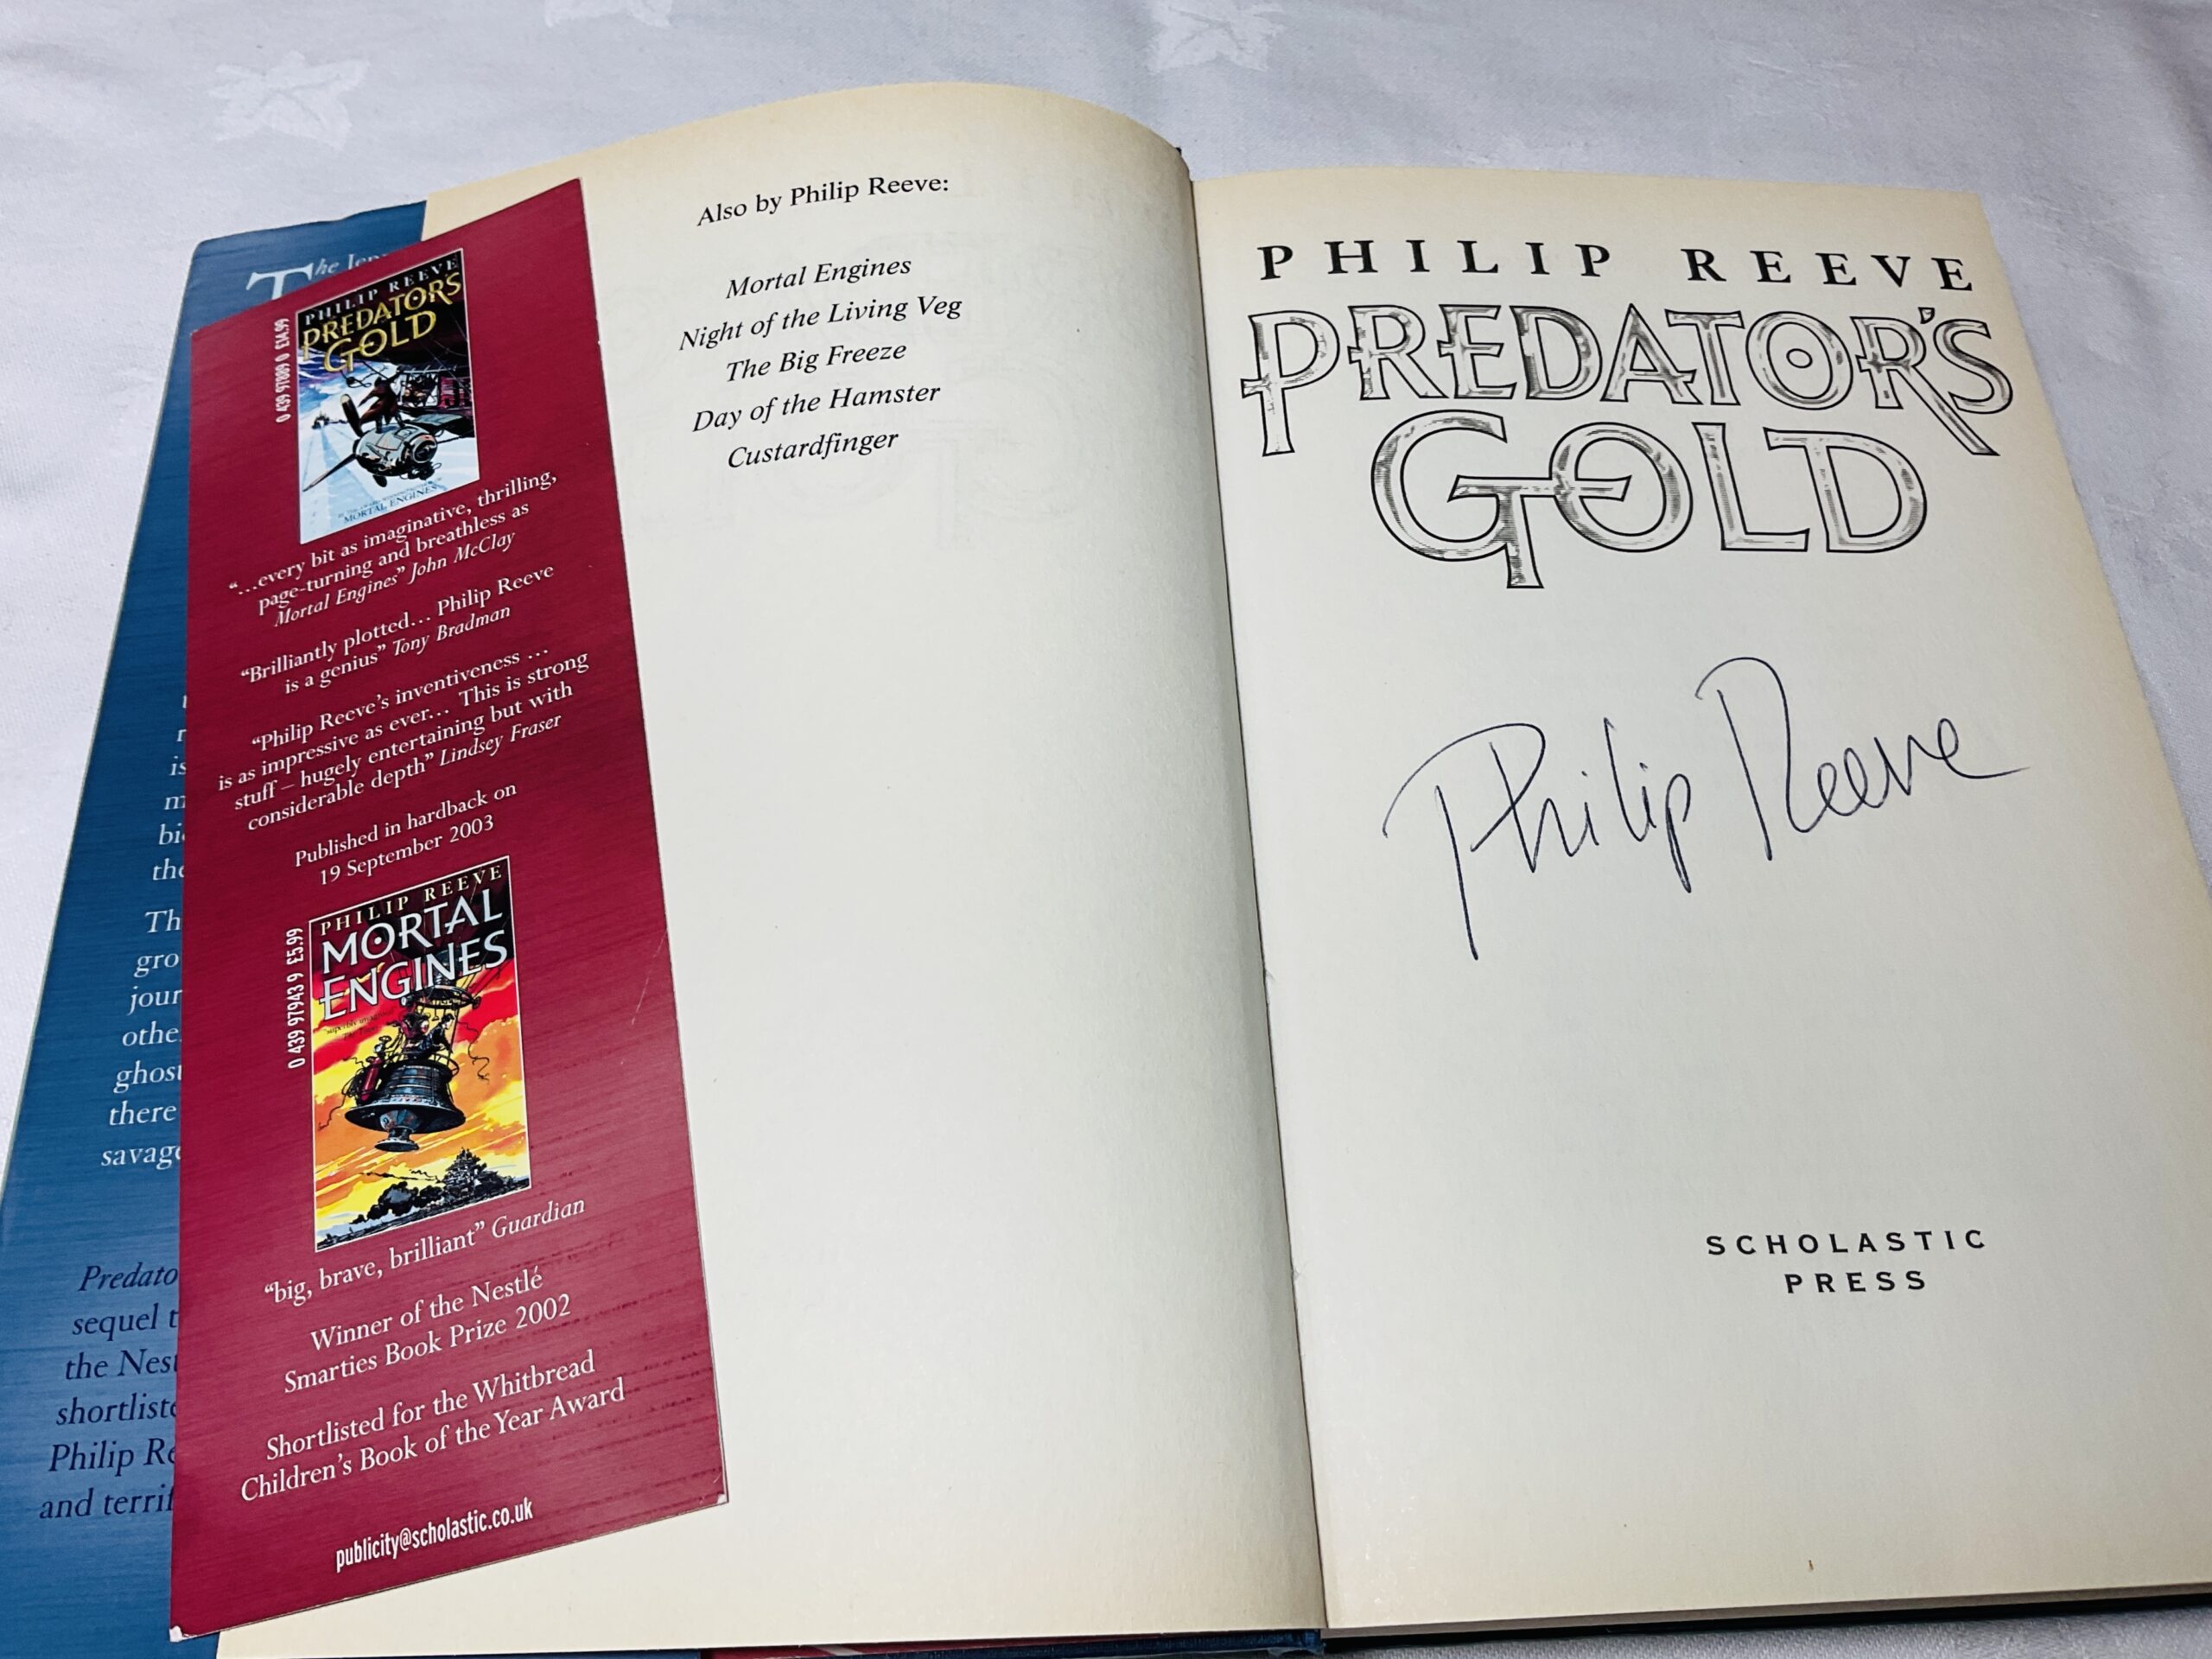 The
PHILIP REEVE
PREDATOR'S
GOLD
0 439 97889 0 £14.99
MORTAL ENGINES
“...every bit as imaginative, thrilling,
page-turning and breathless as
Mortal Engines” John McClay
“Brilliantly plotted... Philip Reeve
is a genius” Tony Bradman
“Philip Reeve’s inventiveness ...
is as impressive as ever... This is strong
stuff – hugely entertaining but with
considerable depth” Lindsey Fraser
Published in hardback on
19 September 2003
PHILIP REEVE
MORTAL
ENGINES
0 439 97943 9 £5.99
“big, brave, brilliant” Guardian
Winner of the Nestlé
Smarties Book Prize 2002
Shortlisted for the Whitbread
Children’s Book of the Year Award
publicity@scholastic.co.uk
Th
gro
jour
othe
ghost
there
savage
Predato
sequel t
the Nest
shortliste
Philip Re
and terrif
Also by Philip Reeve:
Mortal Engines
Night of the Living Veg
The Big Freeze
Day of the Hamster
Custardfinger
PHILIP REEVE
PREDATOR'S
GOLD
Philip Reeve
SCHOLASTIC
PRESS